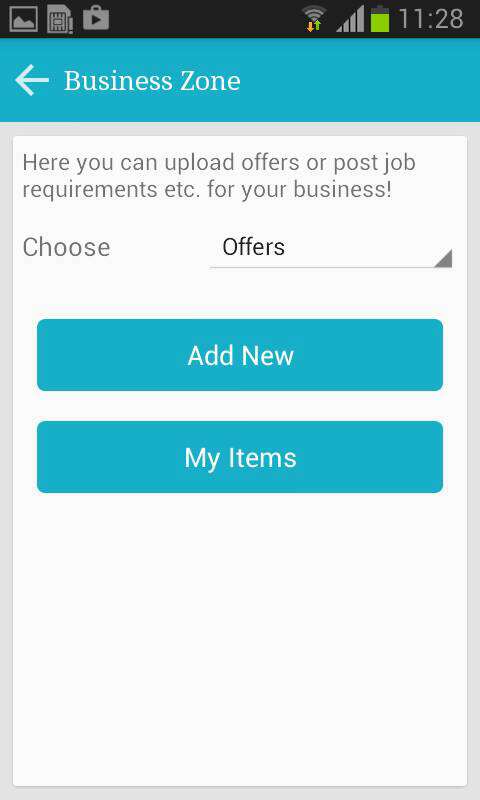 11:28
Business Zone
Here you can upload offers or post job
requirements etc. for your business!
Choose
Offers
Add New
My Items